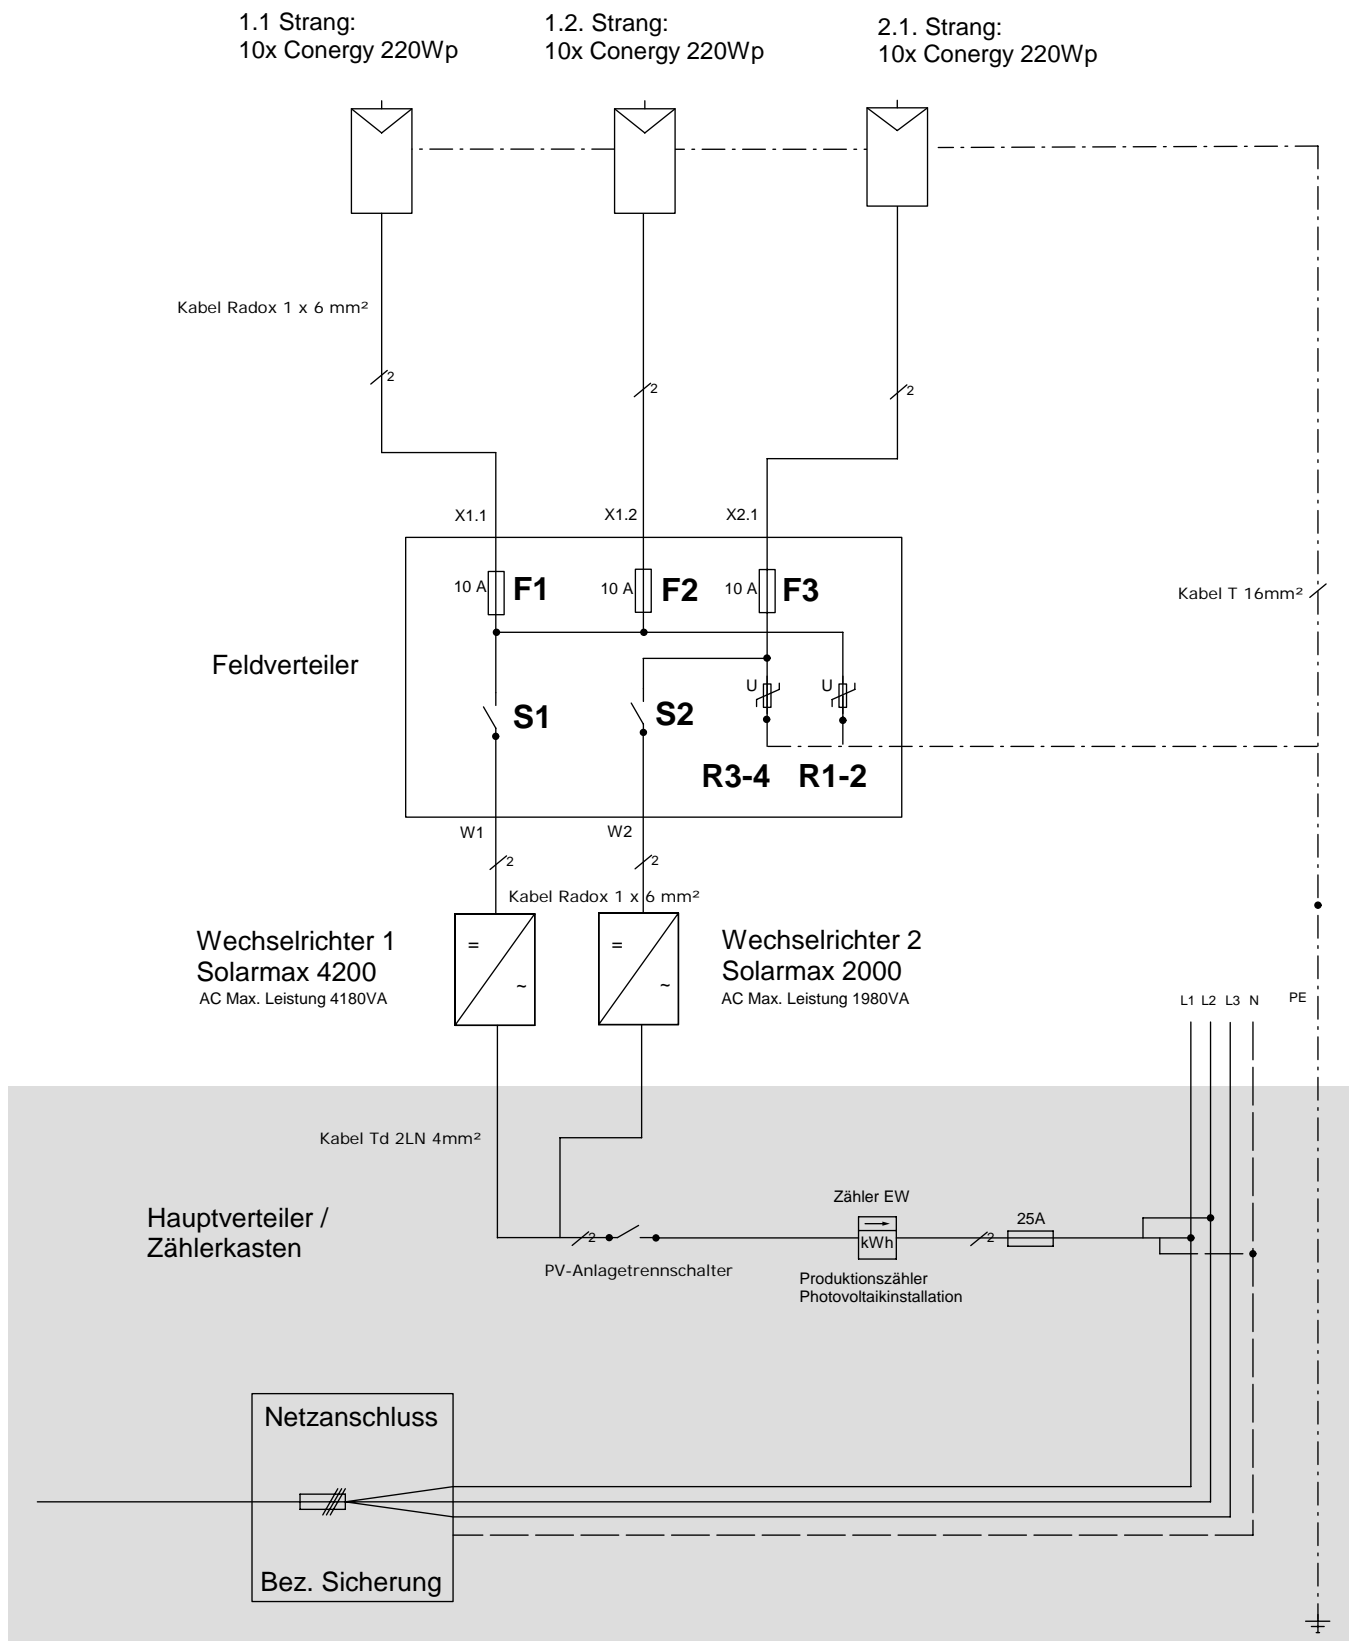 1.1 Strang:
10x Conergy 220Wp
1.2. Strang:
10x Conergy 220Wp
2.1. Strang:
10x Conergy 220Wp
Kabel Radox 1 x 6 mm²
2
2
2
X1.1
X1.2
X2.1
10 A
F1
10 A
F2
10 A
F3
Kabel T 16mm²
Feldverteiler
U
U
S1
S2
R3-4
R1-2
W1
W2
2
2
Kabel Radox 1 x 6 mm²
Wechselrichter 1
Solarmax 4200
AC Max. Leistung 4180VA
=
~
=
~
Wechselrichter 2
Solarmax 2000
AC Max. Leistung 1980VA
L1 L2 L3 N PE
Kabel Td 2LN 4mm²
Hauptverteiler /
Zählerkasten
Zähler EW
kWh
2
2
25A
PV-Anlagetrennschalter
Produktionszähler
Photovoltaikinstallation
Netzanschluss
Bez. Sicherung